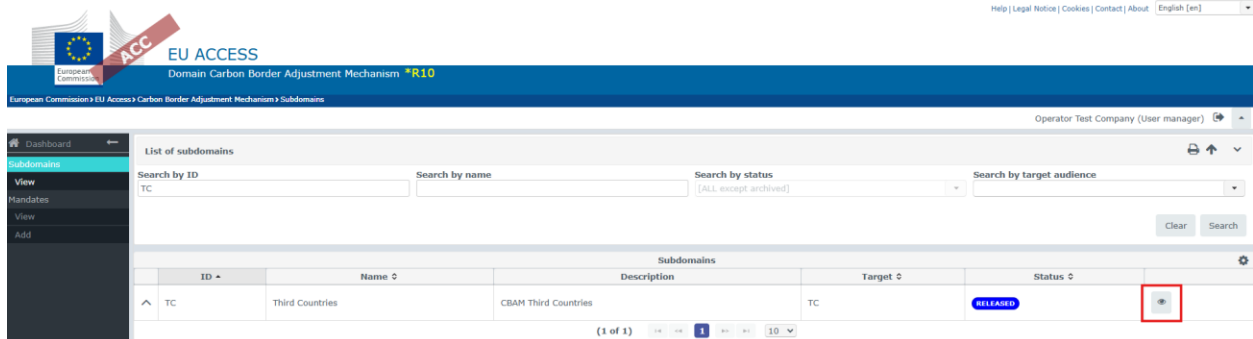 Help | Legal Notice | Cookies | Contact | About English [en]
ACC
EU ACCESS
European Commission
Domain Carbon Border Adjustment Mechanism *R10
European Commission > EU Access > Carbon Border Adjustment Mechanism > Subdomains
Operator Test Company (User manager)
Dashboard
Subdomains
View
Mandates
View
Add
List of subdomains
Search by ID Search by name Search by status Search by target audience
TC [ALL except archived]
Clear Search
Subdomains
ID Name Description Target Status
TC Third Countries CBAM Third Countries TC RELEASED
(1 of 1) 1 10